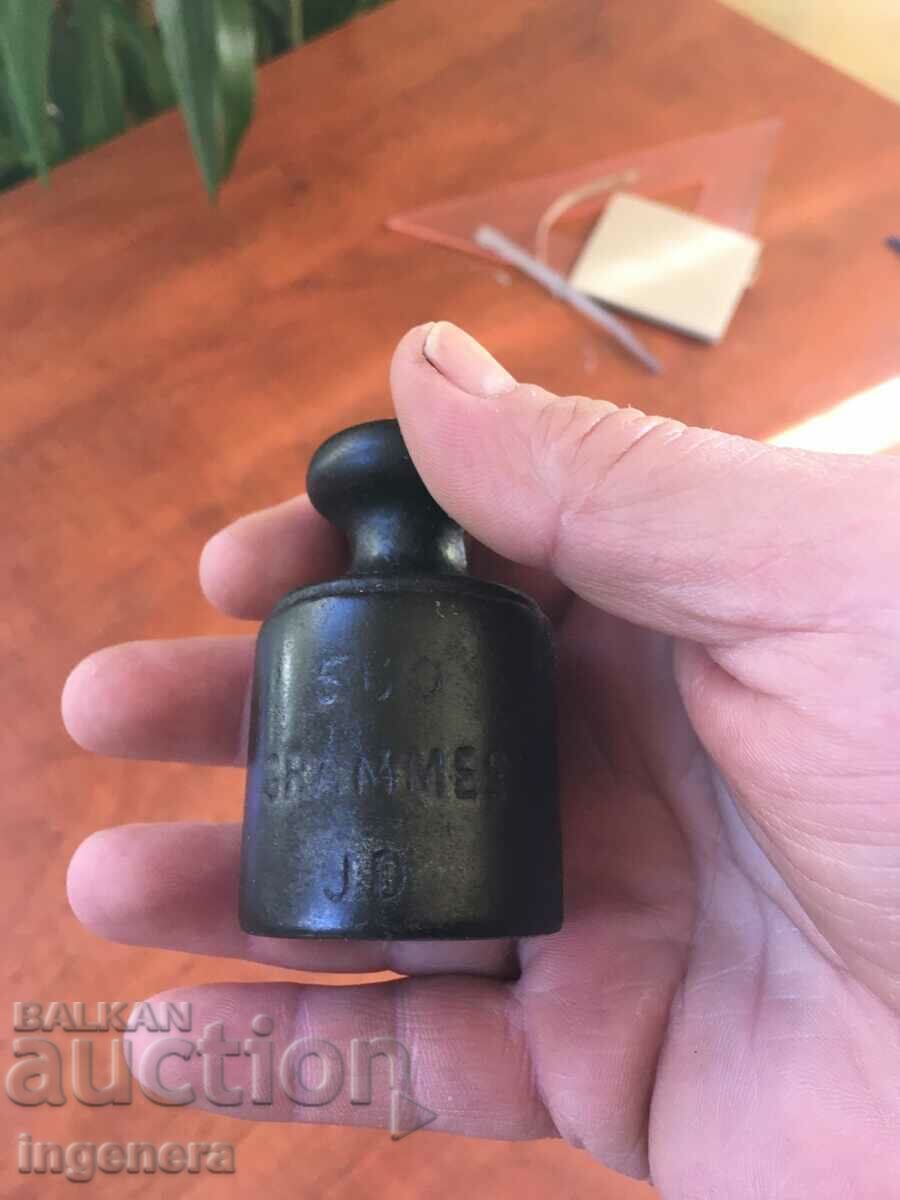 500
GRAMMES
J D
BALKAN
auction
ingenera